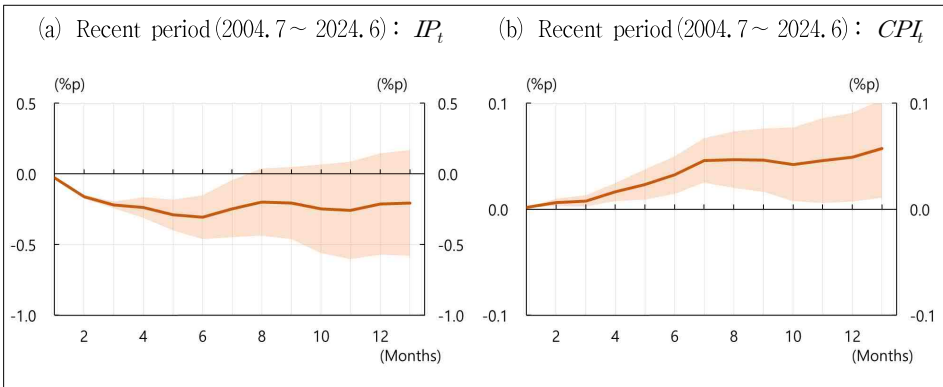 (a) Recent period(2004.7~ 2024.6): IPₜ
(%p) (%p)
0.5 0.5
0.0 0.0
-0.5 -0.5
-1.0 -1.0
2 4 6 8 10 12
(Months)
(b) Recent period(2004.7~ 2024.6): CPIₜ
(%p) (%p)
0.1 0.1
0.0 0.0
-0.1 -0.1
2 4 6 8 10 12
(Months)